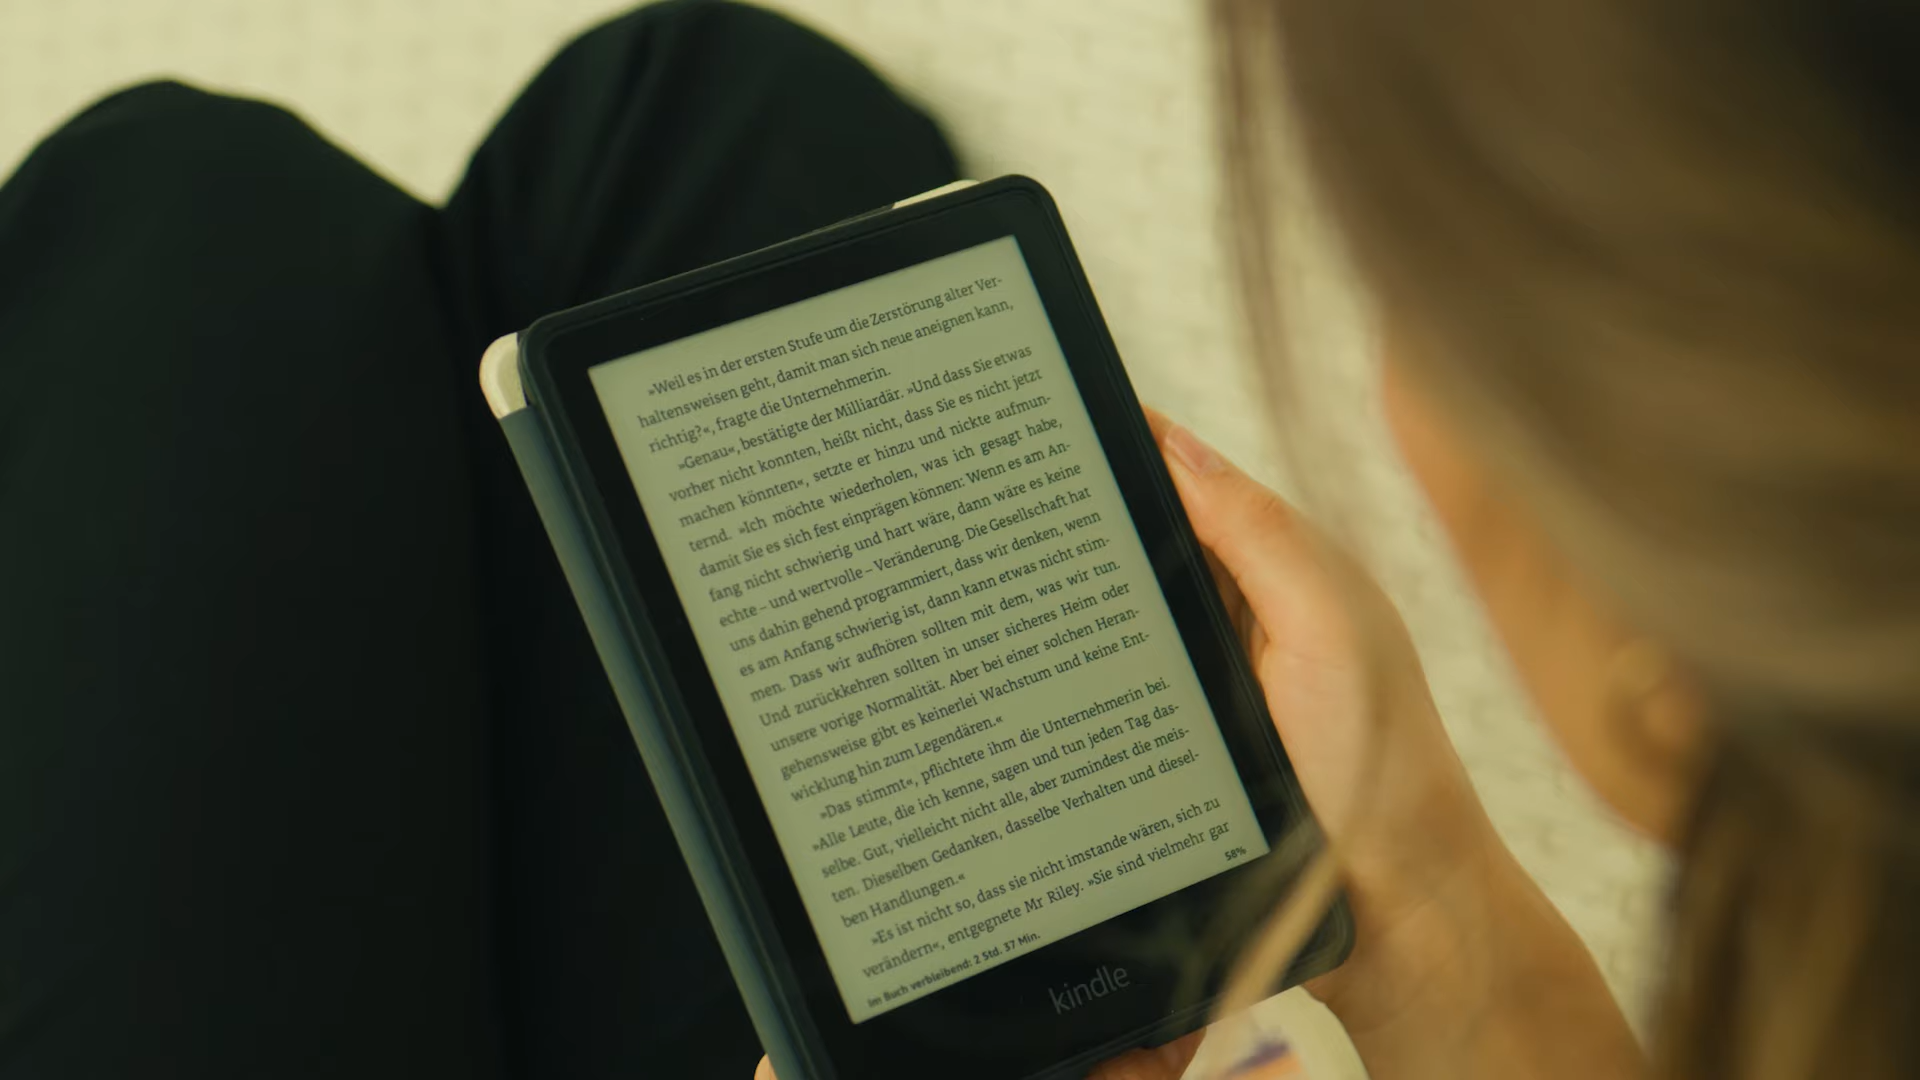 »Weil es in der ersten Stufe um die Zerstörung alter Ver-
haltensweisen geht, damit man sich neue aneignen kann,
richtig?«, fragte die Unternehmerin.
»Genau«, bestätigte der Milliardär. »Und dass Sie etwas
vorher nicht konnten, heißt nicht, dass Sie es nicht jetzt
machen könnten«, setzte er hinzu und nickte aufmun-
ternd. »Ich möchte wiederholen, was ich gesagt habe,
damit Sie es sich fest einprägen können: Wenn es am An-
fang nicht schwierig und hart wäre, dann wäre es keine
echte – und wertvolle – Veränderung. Die Gesellschaft hat
uns dahin gehend programmiert, dass wir denken, wenn
es am Anfang schwierig ist, dann kann etwas nicht stim-
men. Dass wir aufhören sollten mit dem, was wir tun.
Und zurückkehren sollten in unser sicheres Heim oder
unsere vorige Normalität. Aber bei einer solchen Heran-
gehensweise gibt es keinerlei Wachstum und keine Ent-
wicklung hin zum Legendären.«
»Das stimmt«, pflichtete ihm die Unternehmerin bei.
»Alle Leute, die ich kenne, sagen und tun jeden Tag das-
selbe. Gut, vielleicht nicht alle, aber zumindest die meis-
ten. Dieselben Gedanken, dasselbe Verhalten und diesel-
ben Handlungen.«
»Es ist nicht so, dass sie nicht imstande wären, sich zu
verändern«, entgegnete Mr Riley. »Sie sind vielmehr gar
Im Buch verbleibend: 2 Std. 37 Min. 58%
kindle